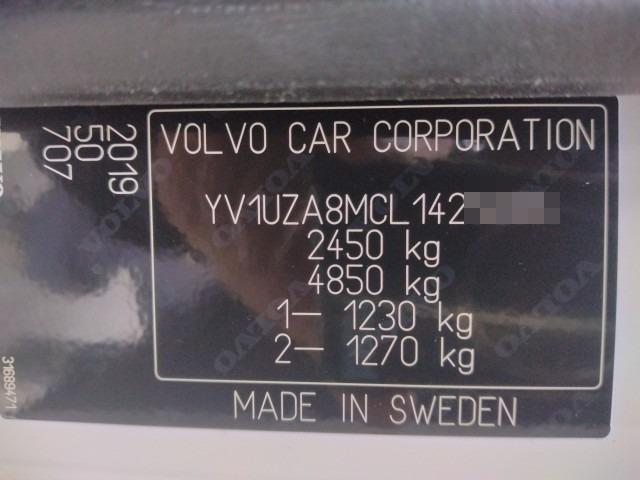 VOLVO CAR CORPORATION
YV1UZA8MCL142
2450 kg
4850 kg
1— 1230 kg
2— 1270 kg
MADE IN SWEDEN
2019
50
707
31689471